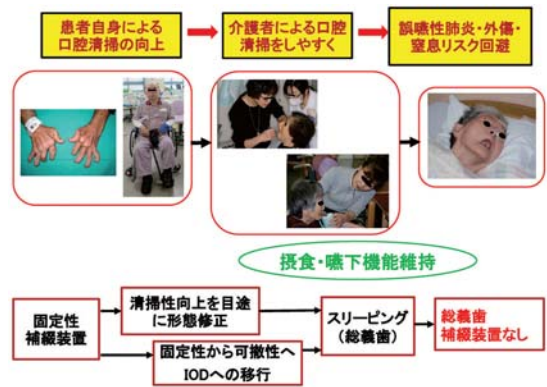 患者自身による
口腔清掃の向上
介護者による口腔
清掃をしやすく
誤嚥性肺炎・外傷・
窒息リスク回避
摂食・嚥下機能維持
固定性
補綴装置
清掃性向上を目途
に形態修正
固定性から可撤性へ
IODへの移行
スリーピング
(総義歯)
総義歯
補綴装置なし